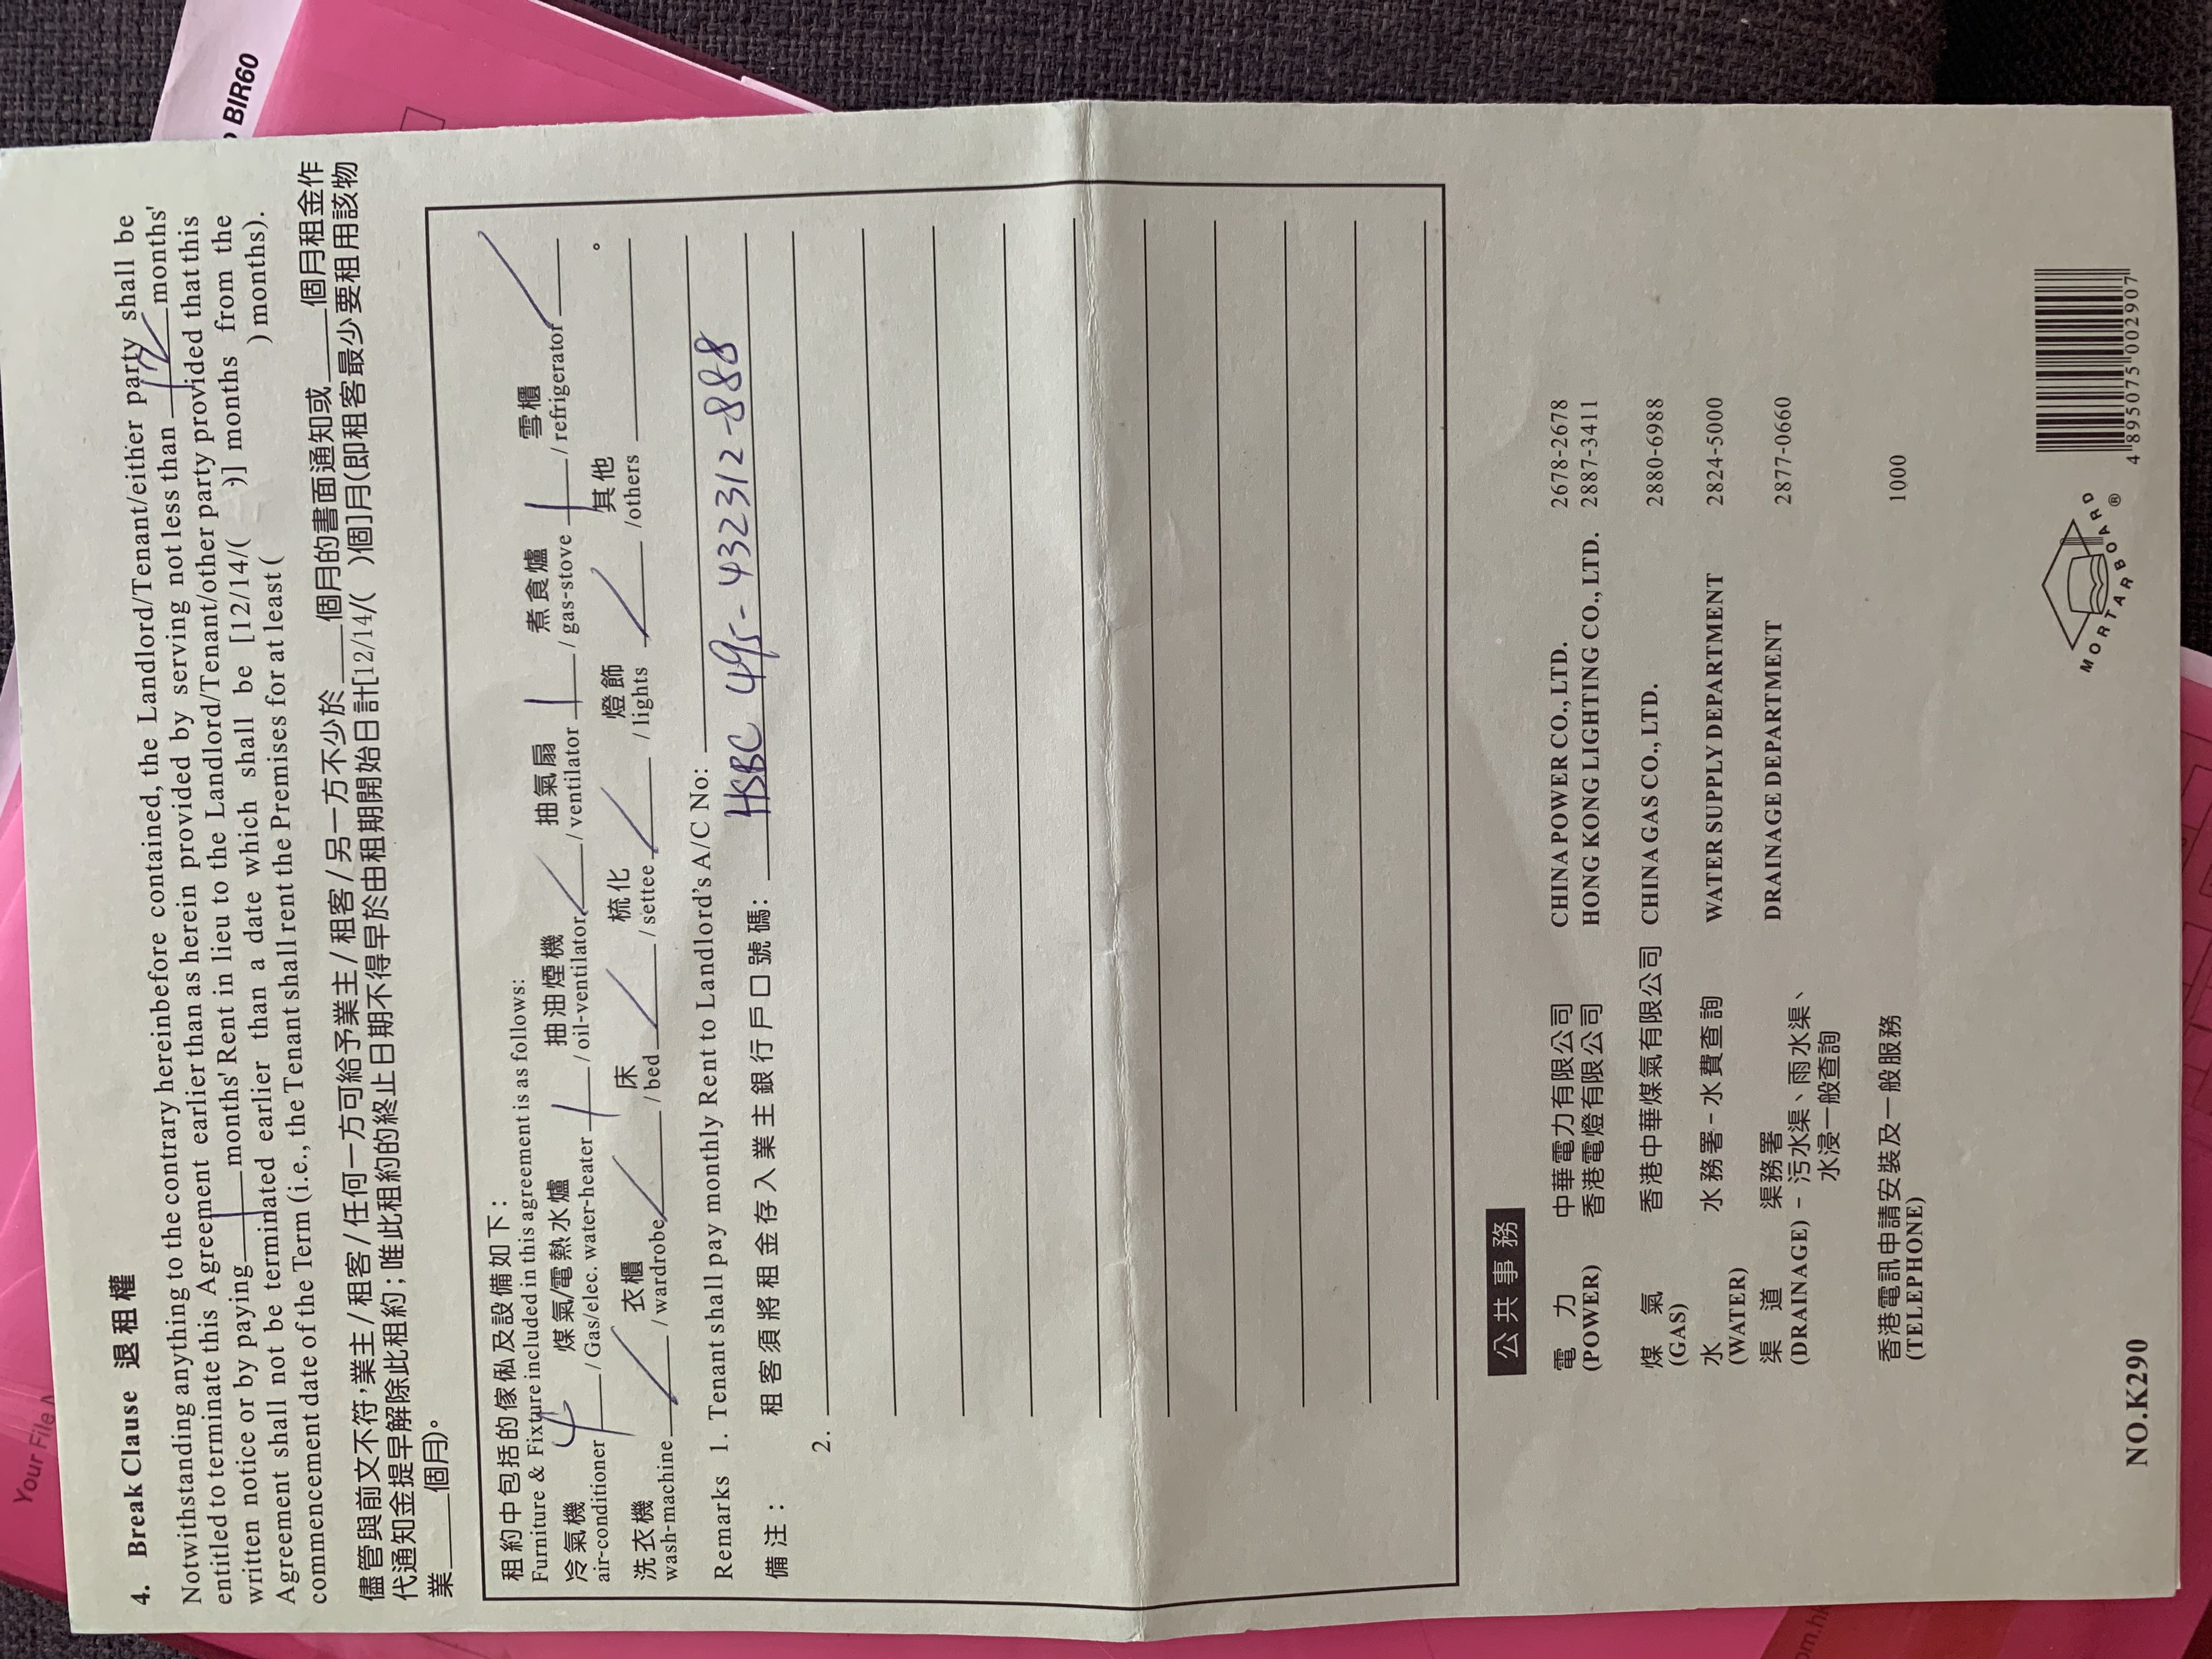 Your File
BIR60
4. Break Clause 退租權
Notwithstanding anything to the contrary hereinbefore contained, the Landlord/Tenant/either party shall be
entitled to terminate this Agreement earlier than as herein provided by serving not less than 12 months'
written notice or by paying 1 months' Rent in lieu to the Landlord/Tenant/other party provided that this
Agreement shall not be terminated earlier than a date which shall be [12/14/( )] months from the
commencement date of the Term (i.e., the Tenant shall rent the Premises for at least ( ) months).
儘管與前文不符,業主/租客/任何一方可給予業主/租客/另一方不少於____個月的書面通知或____個月租金作
代通知金提早解除此租約;唯此租約的終止日期不得早於由租期開始日計[12/14/( )個]月(即租客最少要租用該物
業____個月)。
租約中包括的傢俬及設備如下:
Furniture & Fixture included in this agreement is as follows:
冷氣機 煤氣/電熱水爐 抽油煙機 抽氣扇 煮食爐 雪櫃
air-conditioner 4 / Gas/elec. water-heater 1 / oil-ventilator ✓ / ventilator 1 / gas-stove 1 / refrigerator ✓
洗衣機 衣櫃 床 梳化 燈飾 其他
wash-machine ✓ / wardrobe ✓ / bed ✓ / settee ✓ / lights ✓ /others ____ 。
Remarks 1. Tenant shall pay monthly Rent to Landlord's A/C No:
備注: 租客須將租金存入業主銀行戶口號碼: HSBC 495-432312-888
2.
公共事務
電力 中華電力有限公司 CHINA POWER CO., LTD. 2678-2678
(POWER) 香港電燈有限公司 HONG KONG LIGHTING CO., LTD. 2887-3411
煤氣 香港中華煤氣有限公司 CHINA GAS CO., LTD. 2880-6988
(GAS)
水 水務署-水費查詢 WATER SUPPLY DEPARTMENT 2824-5000
(WATER)
渠道 渠務署 DRAINAGE DEPARTMENT 2877-0660
(DRAINAGE) - 污水渠、雨水渠、
水浸一般查詢
香港電訊申請安裝及一般服務 1000
(TELEPHONE)
NO.K290
MORTARBOARD ®
4 895075 002907